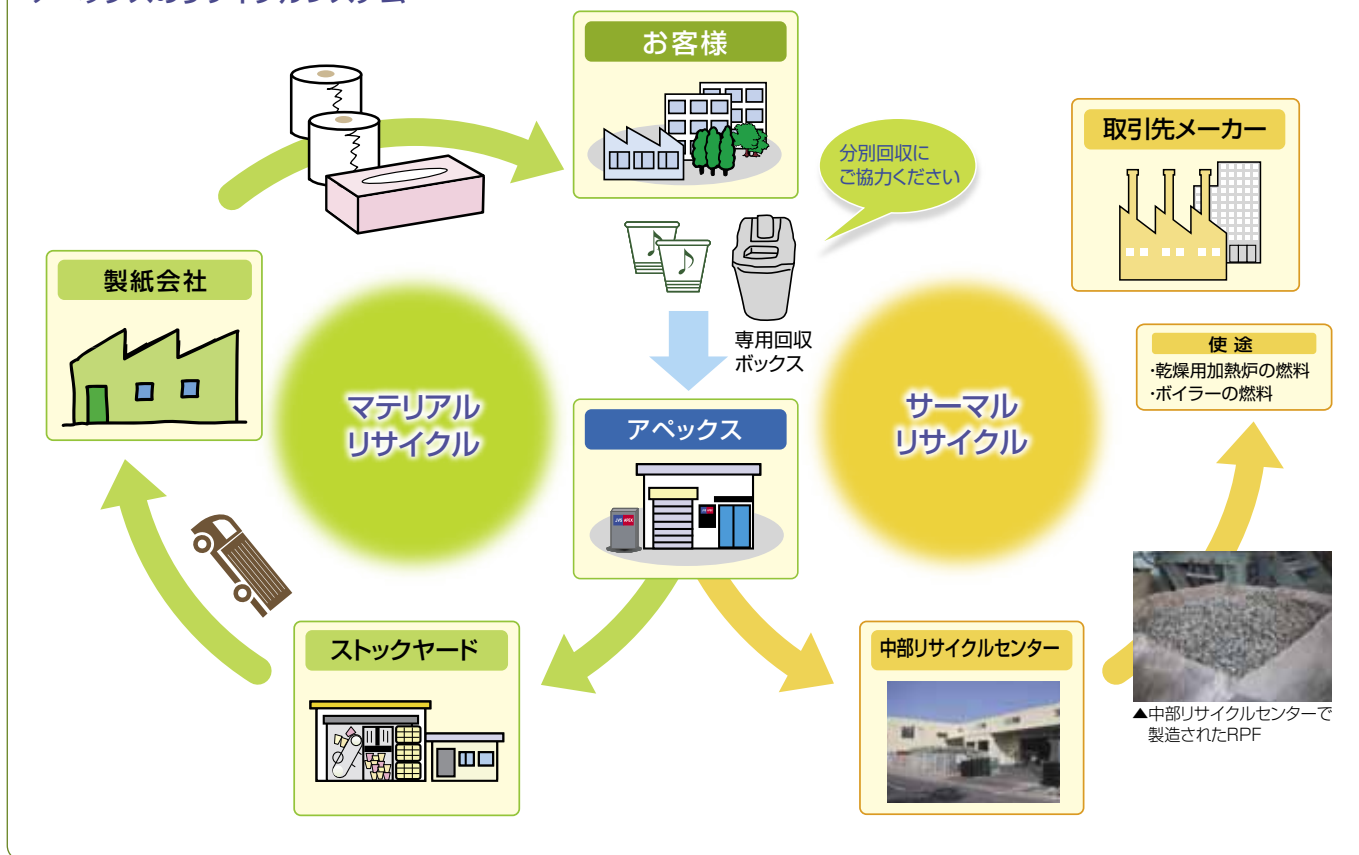 お客様
取引先メーカー
分別回収に
ご協力ください
製紙会社
専用回収
ボックス
使途
・乾燥用加熱炉の燃料
・ボイラーの燃料
マテリアル
リサイクル
アペックス
サーマル
リサイクル
ストックヤード
中部リサイクルセンター
▲中部リサイクルセンターで
製造されたRPF